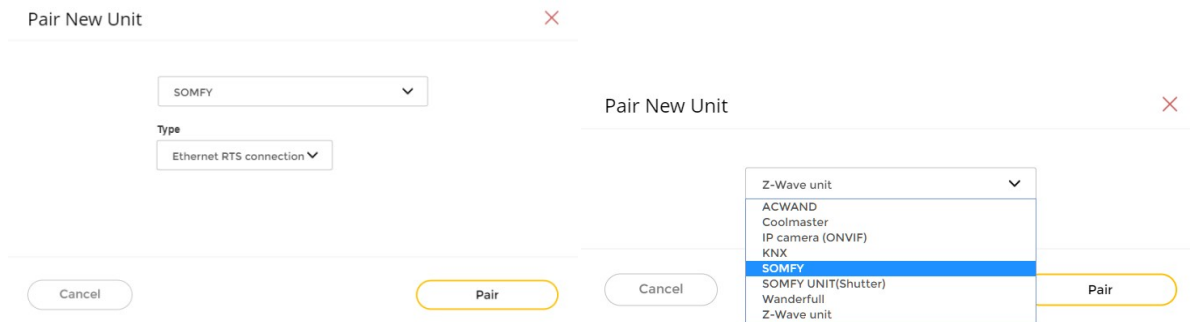 Pair New Unit
SOMFY
Type
Ethernet RTS connection
Cancel
Pair
Pair New Unit
Z-Wave unit
ACWAND
Coolmaster
IP camera (ONVIF)
KNX
SOMFY
SOMFY UNIT(Shutter)
Wanderfull
Z-Wave unit
Cancel
Pair